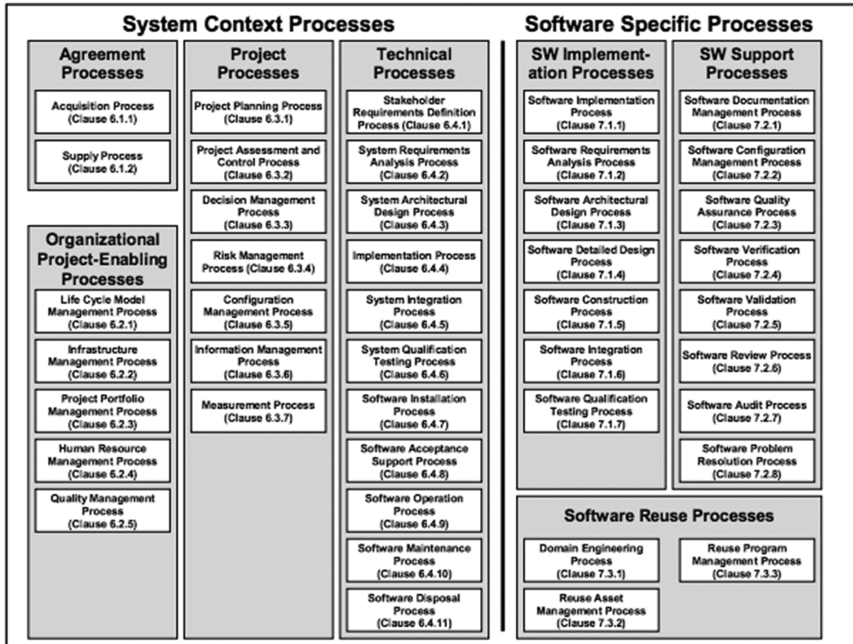 System Context Processes
Agreement
Processes
Acquisition Process
(Clause 6.1.1)
Supply Process
(Clause 6.1.2)
Organizational
Project-Enabling
Processes
Life Cycle Model
Management Process
(Clause 6.2.1)
Infrastructure
Management Process
(Clause 6.2.2)
Project Portfolio
Management Process
(Clause 6.2.3)
Human Resource
Management Process
(Clause 6.2.4)
Quality Management
Process
(Clause 6.2.5)
Project
Processes
Project Planning Process
(Clause 6.3.1)
Project Assessment and
Control Process
(Clause 6.3.2)
Decision Management
Process
(Clause 6.3.3)
Risk Management
Process (Clause 6.3.4)
Configuration
Management Process
(Clause 6.3.5)
Information Management
Process
(Clause 6.3.6)
Measurement Process
(Clause 6.3.7)
Technical
Processes
Stakeholder
Requirements Definition
Process (Clause 6.4.1)
System Requirements
Analysis Process
(Clause 6.4.2)
System Architectural
Design Process
(Clause 6.4.3)
Implementation Process
(Clause 6.4.4)
System Integration
Process
(Clause 6.4.5)
System Qualification
Testing Process
(Clause 6.4.6)
Software Installation
Process
(Clause 6.4.7)
Software Acceptance
Support Process
(Clause 6.4.8)
Software Operation
Process
(Clause 6.4.9)
Software Maintenance
Process
(Clause 6.4.10)
Software Disposal
Process
(Clause 6.4.11)
Software Specific Processes
SW Implement-
ation Processes
Software Implementation
Process
(Clause 7.1.1)
Software Requirements
Analysis Process
(Clause 7.1.2)
Software Architectural
Design Process
(Clause 7.1.3)
Software Detailed Design
Process
(Clause 7.1.4)
Software Construction
Process
(Clause 7.1.5)
Software Integration
Process
(Clause 7.1.6)
Software Qualification
Testing Process
(Clause 7.1.7)
SW Support
Processes
Software Documentation
Management Process
(Clause 7.2.1)
Software Configuration
Management Process
(Clause 7.2.2)
Software Quality
Assurance Process
(Clause 7.2.3)
Software Verification
Process
(Clause 7.2.4)
Software Validation
Process
(Clause 7.2.5)
Software Review Process
(Clause 7.2.6)
Software Audit Process
(Clause 7.2.7)
Software Problem
Resolution Process
(Clause 7.2.8)
Software Reuse Processes
Domain Engineering
Process
(Clause 7.3.1)
Reuse Asset
Management Process
(Clause 7.3.2)
Reuse Program
Management Process
(Clause 7.3.3)